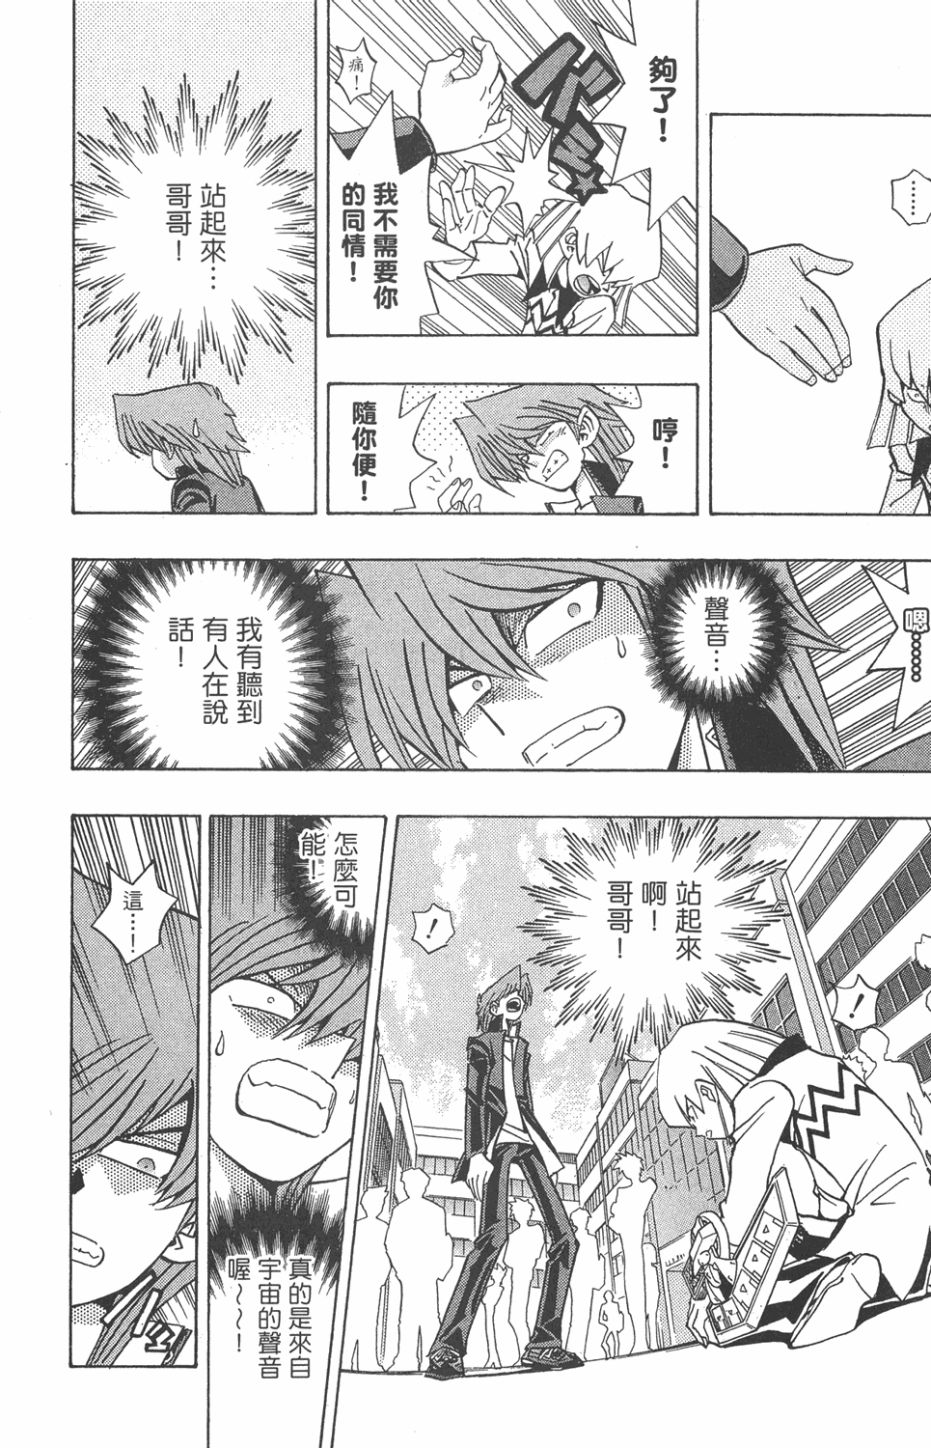 ……
夠了！
痛！
我不需要你
的同情！
站起來…
哥哥！
哼！
隨你便！
嗯……
聲音…
我有聽到
有人在說
話！
！
站起來
啊！
哥哥！
！
怎麼可
能！
真的是來自
宇宙的聲音
喔～～！
這…！